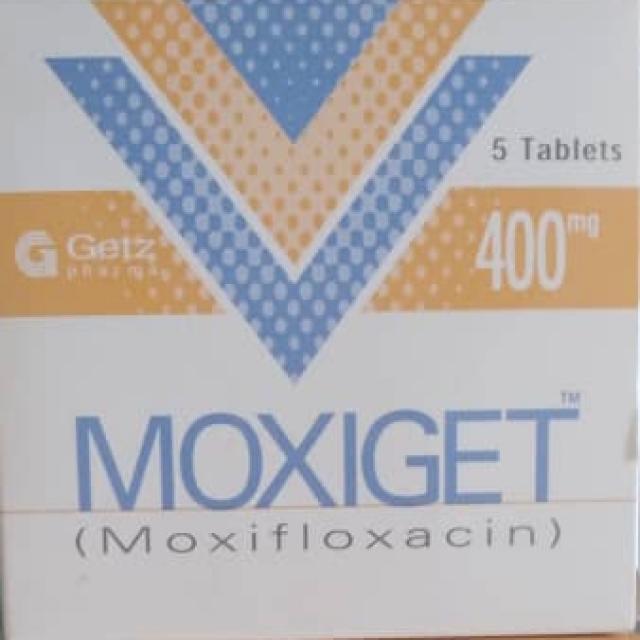 5 Tablets
Getz
pharma
400mg
MOXIGET™
(Moxifloxacin)